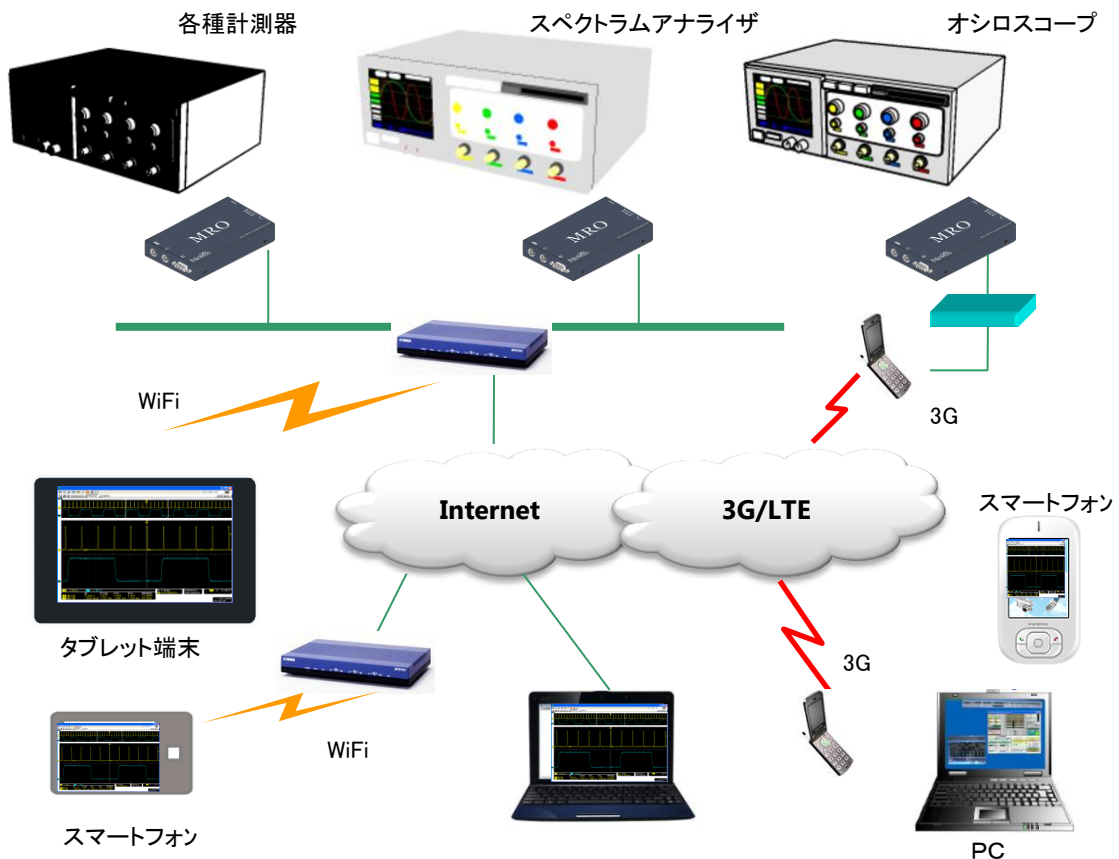 各種計測器
スペクトラムアナライザ
オシロスコープ
MRO
MRO
MRO
WiFi
3G
Internet
3G/LTE
スマートフォン
タブレット端末
3G
WiFi
スマートフォン
PC